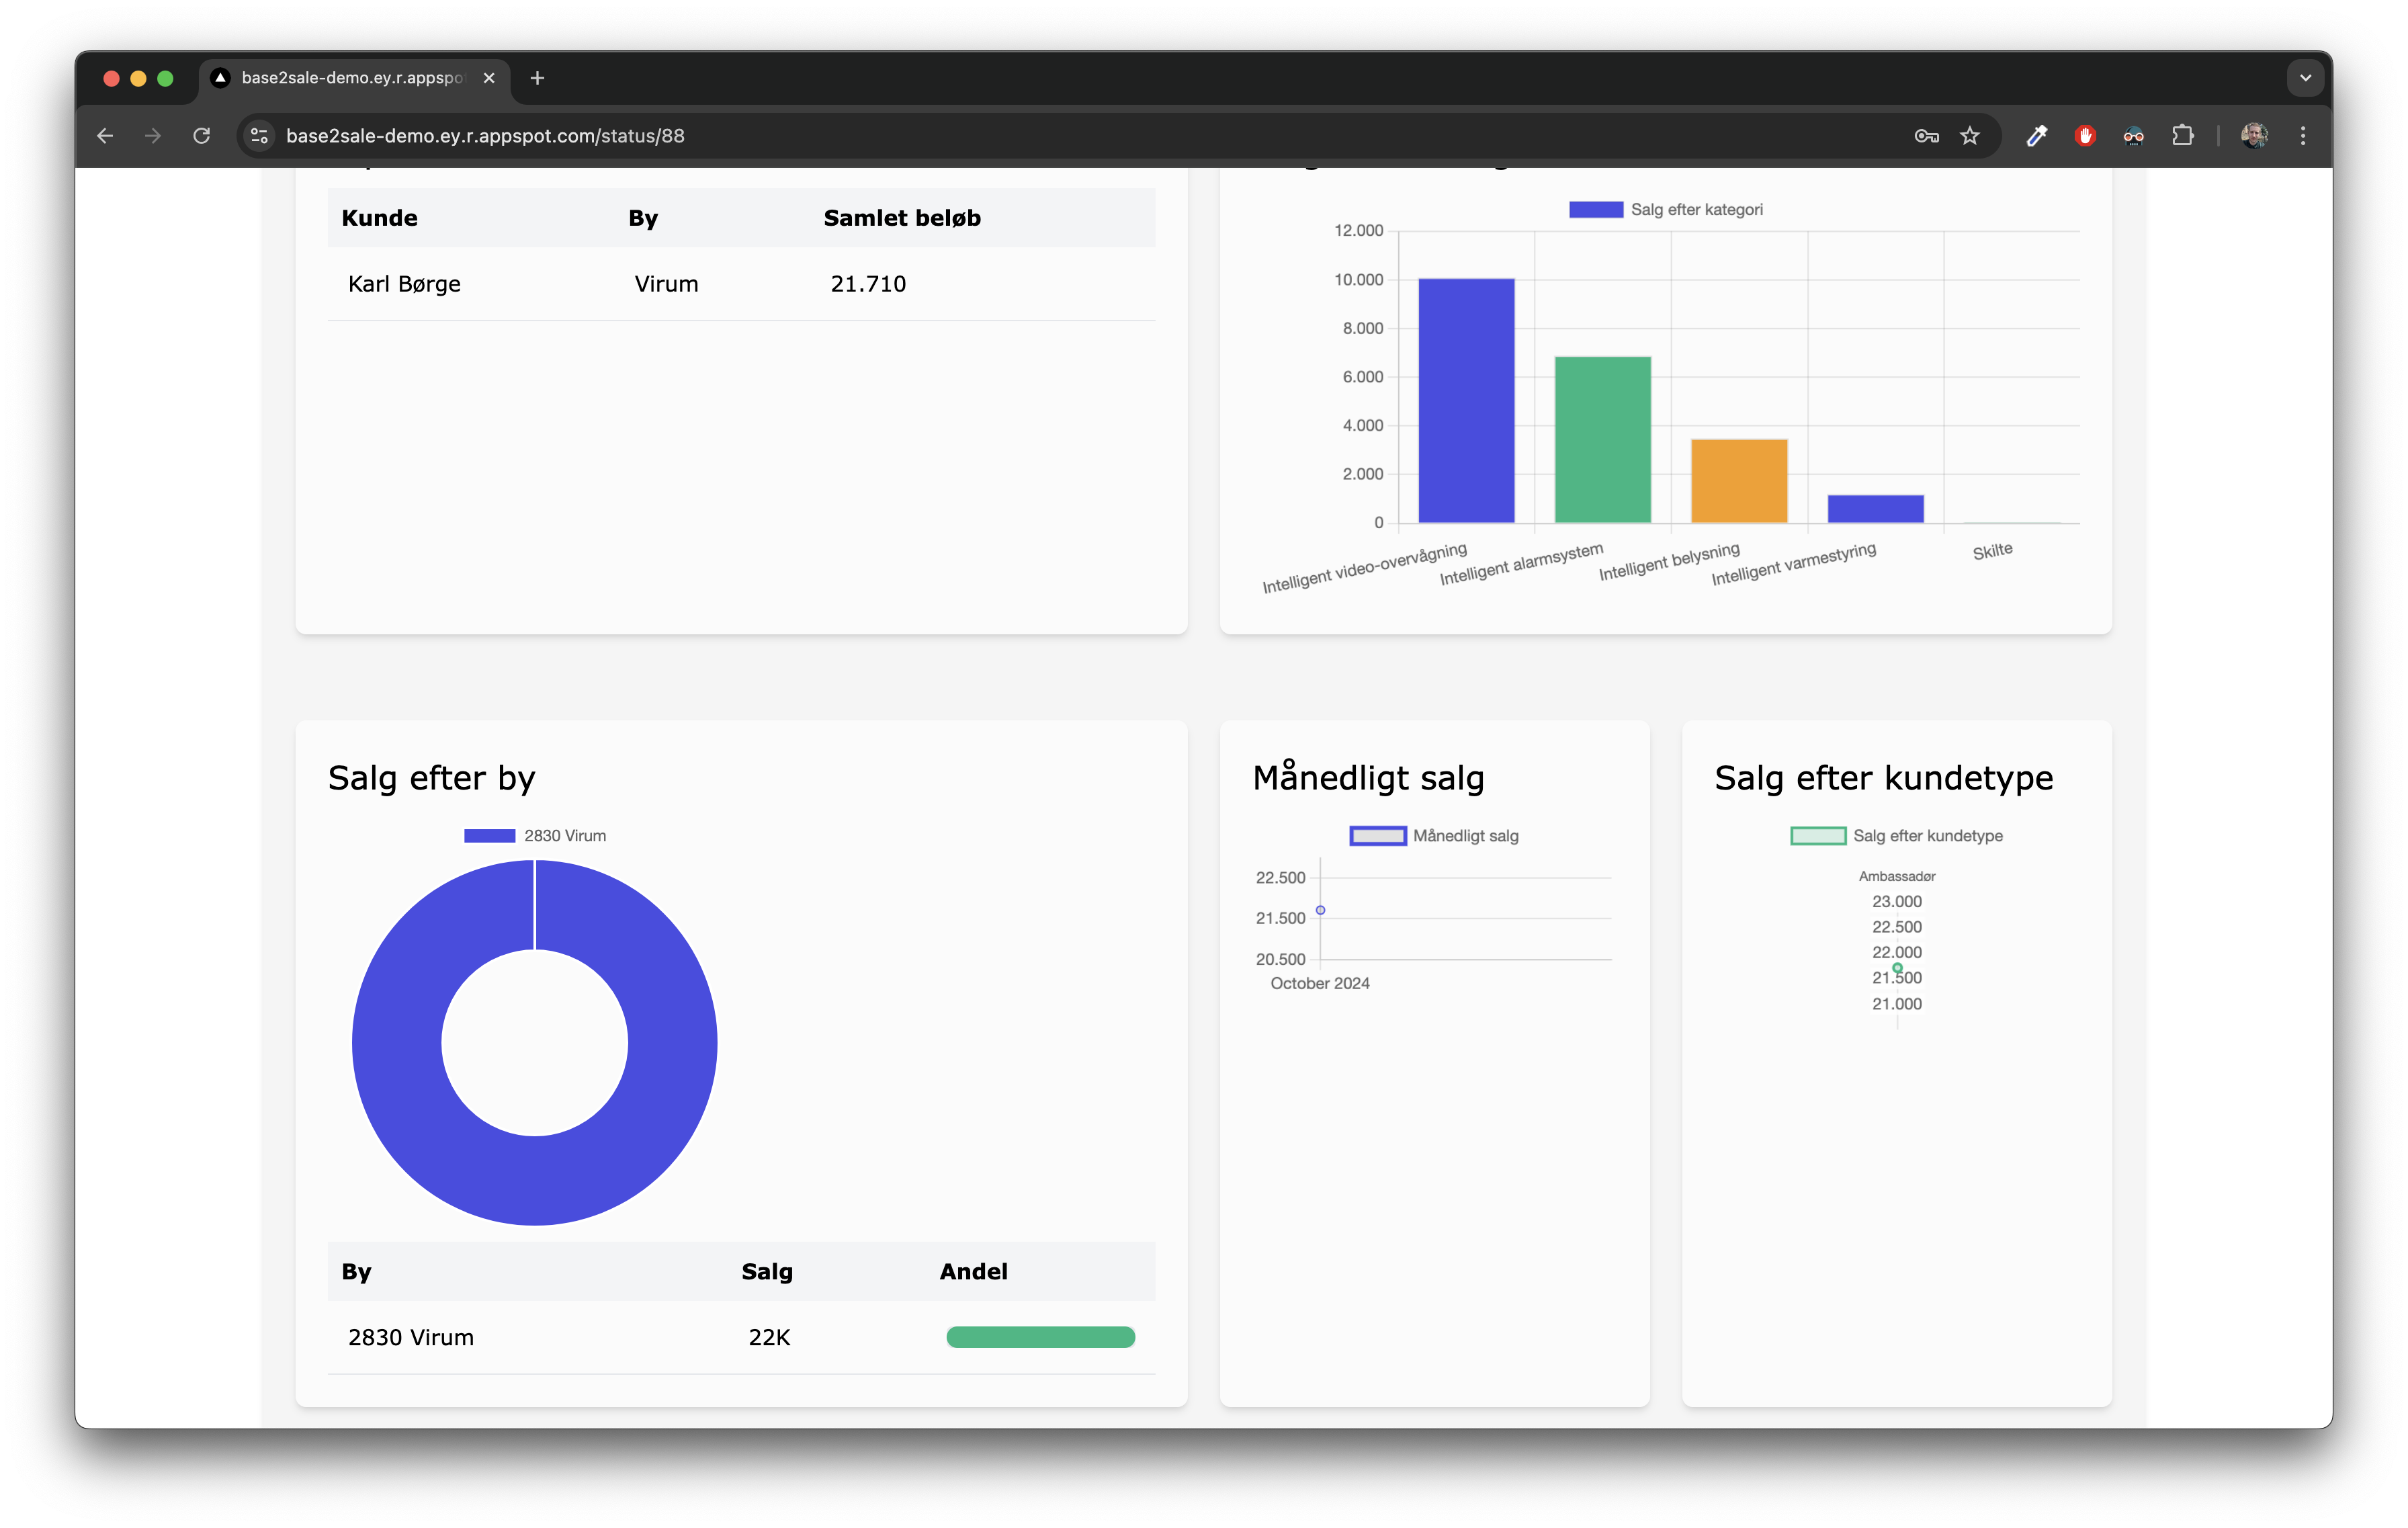 base2sale-demo.ey.r.appspot
base2sale-demo.ey.r.appspot.com/status/88
Kunde By Samlet beløb
Karl Børge Virum 21.710
Salg efter kategori
12.000
10.000
8.000
6.000
4.000
2.000
0
Intelligent video-overvågning
Intelligent alarmsystem
Intelligent belysning
Intelligent varmestyring
Skilte
Salg efter by
2830 Virum
By Salg Andel
2830 Virum 22K
Månedligt salg
Månedligt salg
22.500
21.500
20.500
October 2024
Salg efter kundetype
Salg efter kundetype
Ambassadør
23.000
22.500
22.000
21.500
21.000